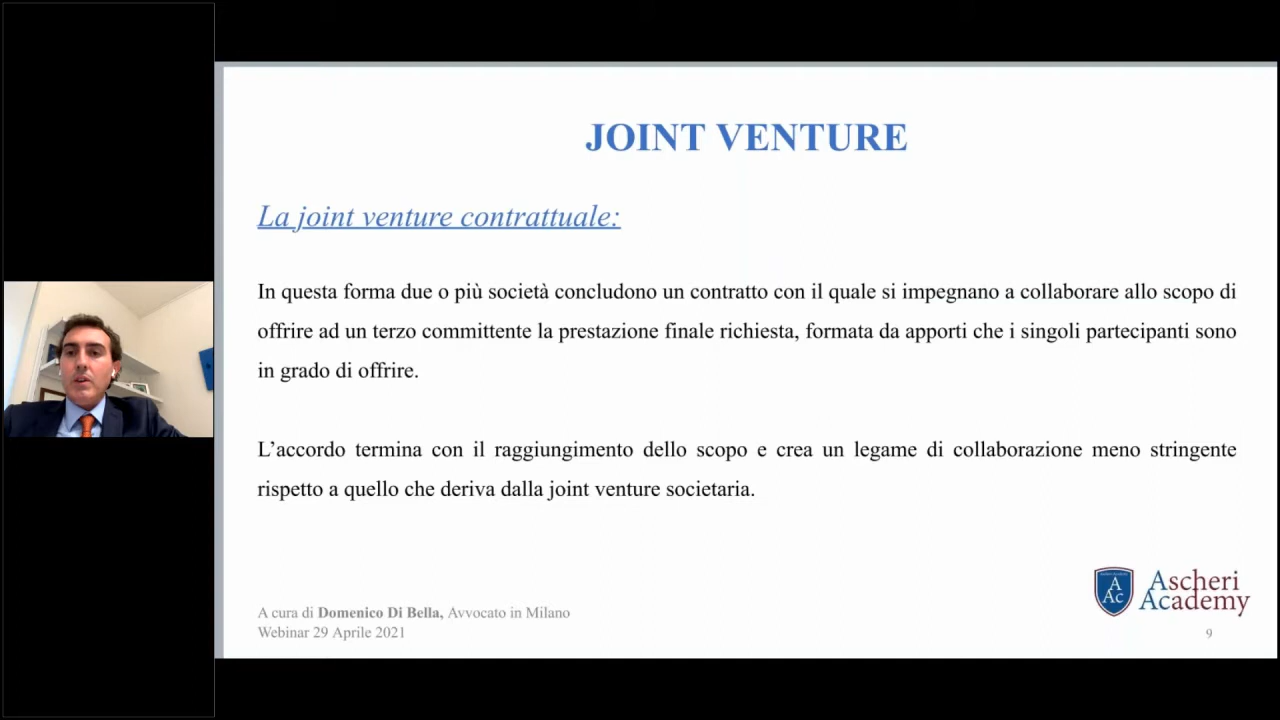 JOINT VENTURE
La joint venture contrattuale:
In questa forma due o più società concludono un contratto con il quale si impegnano a collaborare allo scopo di
offrire ad un terzo committente la prestazione finale richiesta, formata da apporti che i singoli partecipanti sono
in grado di offrire.
L’accordo termina con il raggiungimento dello scopo e crea un legame di collaborazione meno stringente
rispetto a quello che deriva dalla joint venture societaria.
A
Ac
Ascheri
Academy
A cura di Domenico Di Bella, Avvocato in Milano
Webinar 29 Aprile 2021
9